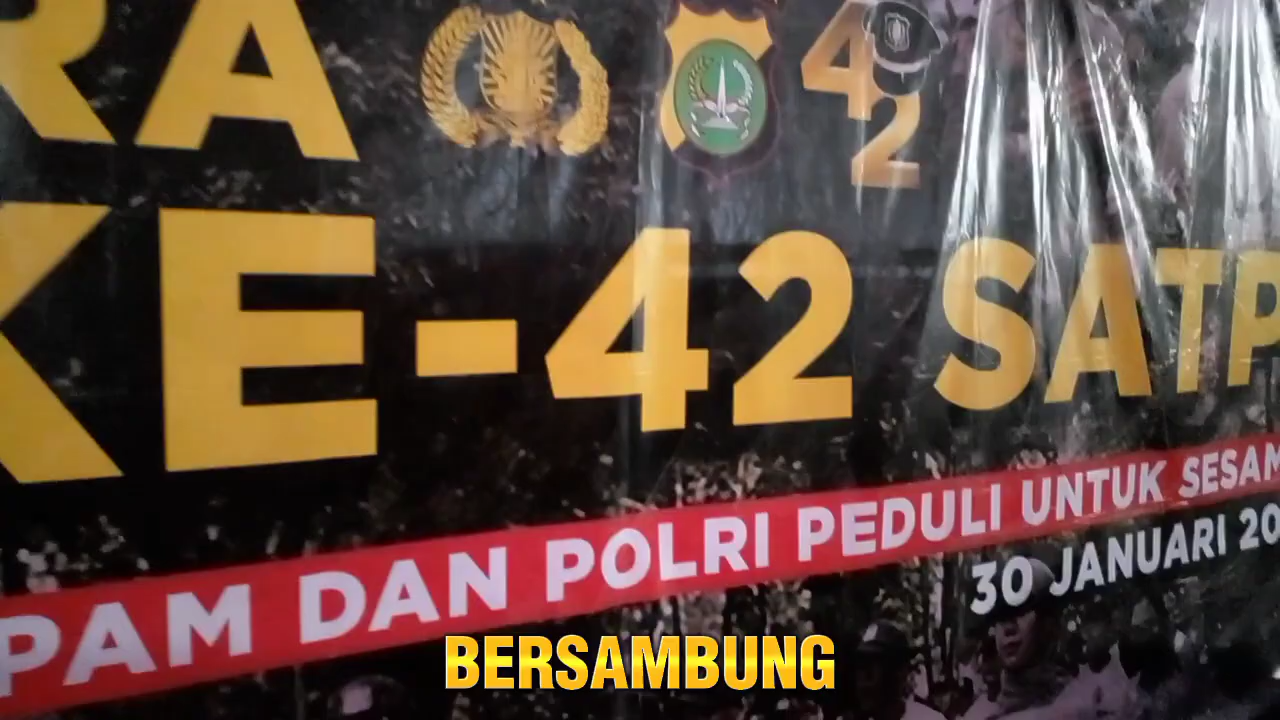 RA
42
KE-42 SATP
PAM DAN POLRI PEDULI UNTUK SESAM
30 JANUARI 20
BERSAMBUNG